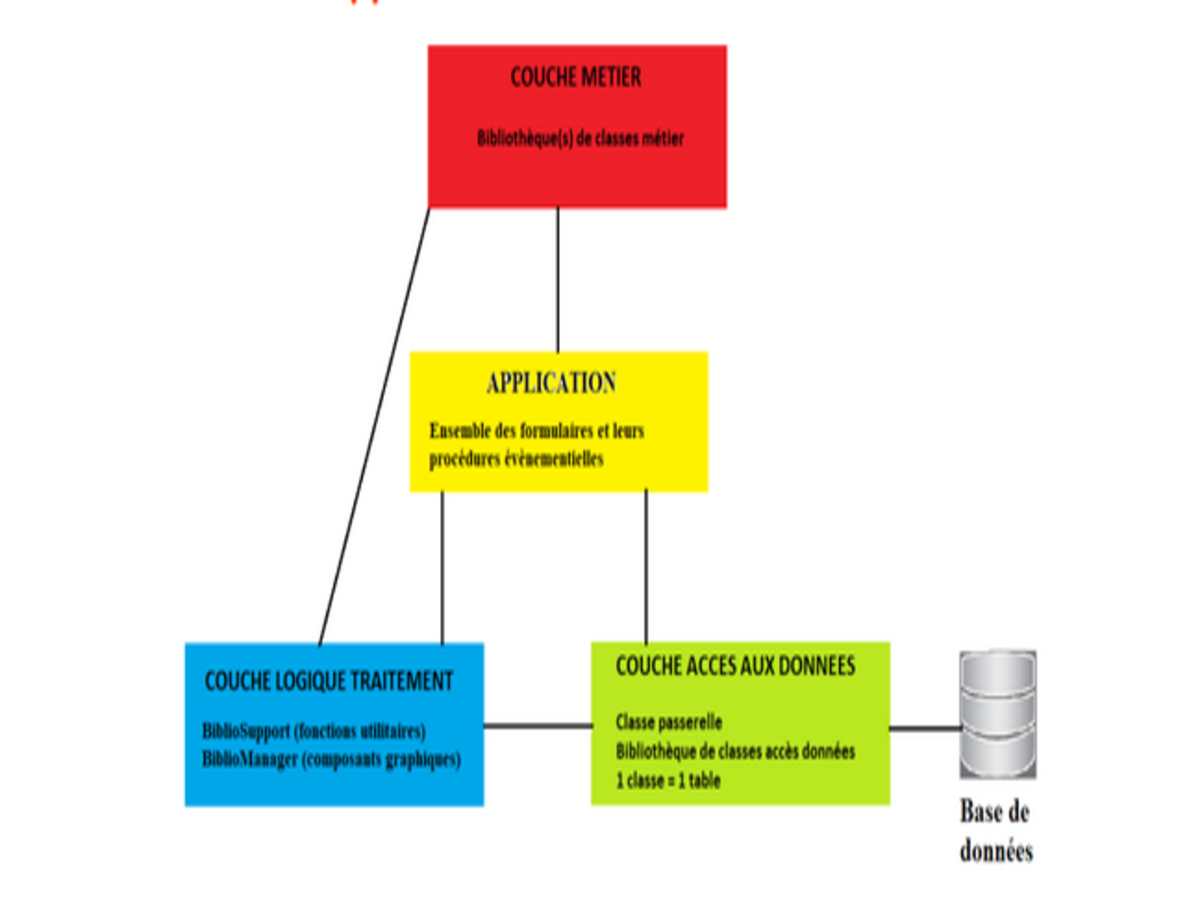 COUCHE METIER
Bibliothèque(s) de classes métier
APPLICATION
Ensemble des formulaires et leurs
procédures évènementielles
COUCHE LOGIQUE TRAITEMENT
BiblioSupport (fonctions utilitaires)
BiblioManager (composants graphiques)
COUCHE ACCES AUX DONNEES
Classe passerelle
Bibliothèque de classes accès données
1 classe = 1 table
Base de
données